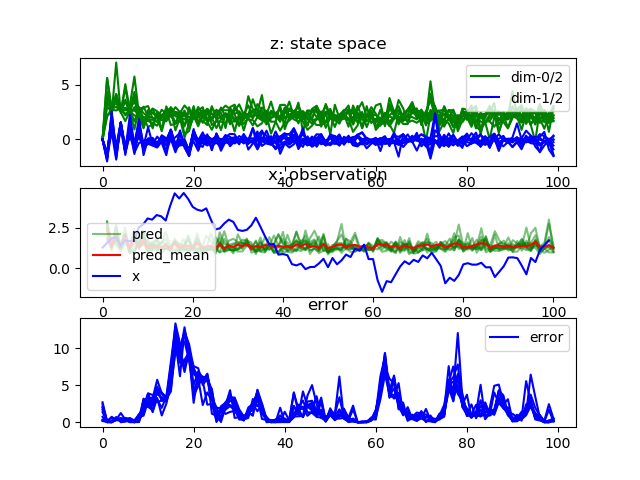 z: state space
5
0
dim-0/2
dim-1/2
0 20 40 60 80 100
x: observation
2.5
0.0
pred
pred_mean
x
0 20 40 60 80 100
error
10
5
0
error
0 20 40 60 80 100